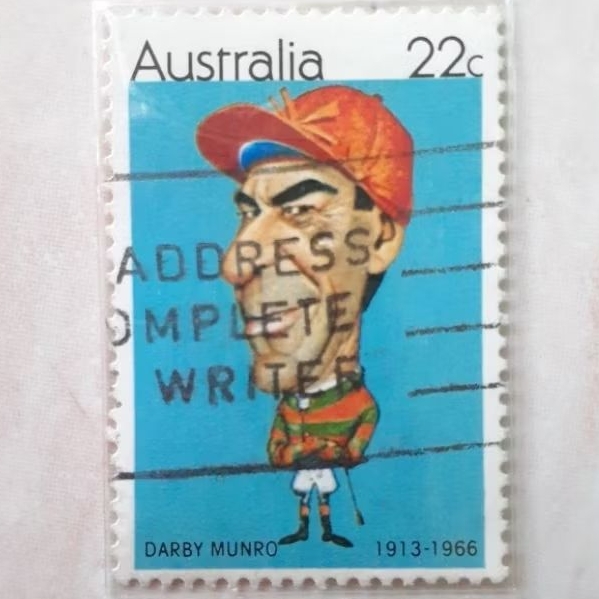 Australia 22c
ADDRESS
OMPLETE
WRITER
DARBY MUNRO 1913-1966